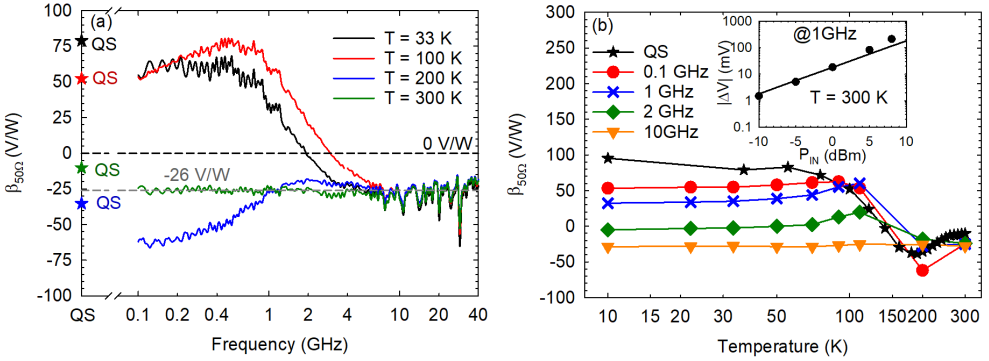 (a)
100
75
50
25
0
-25
-50
-75
-100
β50Ω (V/W)
QS
QS
QS
QS
T = 33 K
T = 100 K
T = 200 K
T = 300 K
0 V/W
-26 V/W
QS 0.1 0.2 0.4 1 2 4 10 20 40
Frequency (GHz)
(b)
300
250
200
150
100
50
0
-50
-100
β50Ω (V/W)
QS
0.1 GHz
1 GHz
2 GHz
10GHz
1000
100
10
1
0.1
|ΔV| (mV)
@1GHz
T = 300 K
-10 -5 0 5 10
PIN (dBm)
10 15 20 30 50 100 150 200 300
Temperature (K)